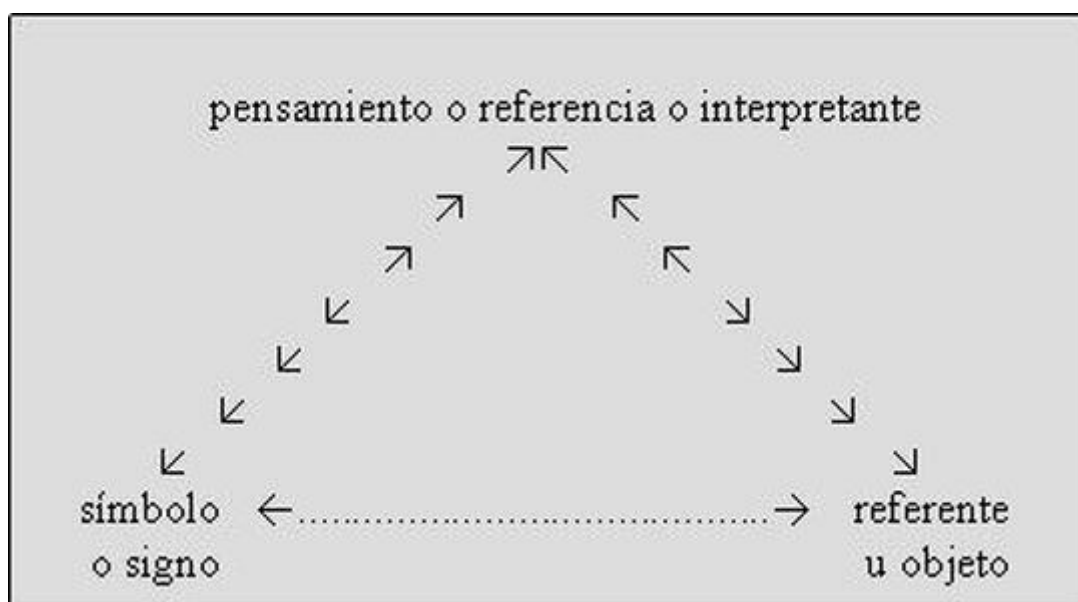 pensamiento o referencia o interpretante
símbolo
referente
o signo
u objeto